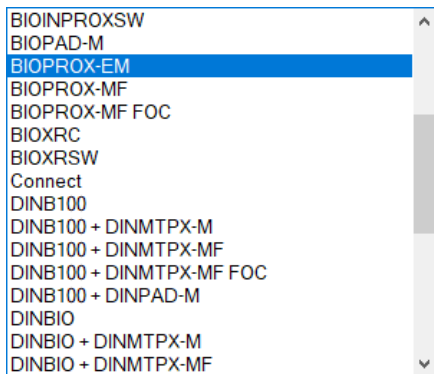 BIOINPROXSW
BIOPAD-M
BIOPROX-EM
BIOPROX-MF
BIOPROX-MF FOC
BIOXRC
BIOXRSW
Connect
DINB100
DINB100 + DINMTPX-M
DINB100 + DINMTPX-MF
DINB100 + DINMTPX-MF FOC
DINB100 + DINPAD-M
DINBIO
DINBIO + DINMTPX-M
DINBIO + DINMTPX-MF